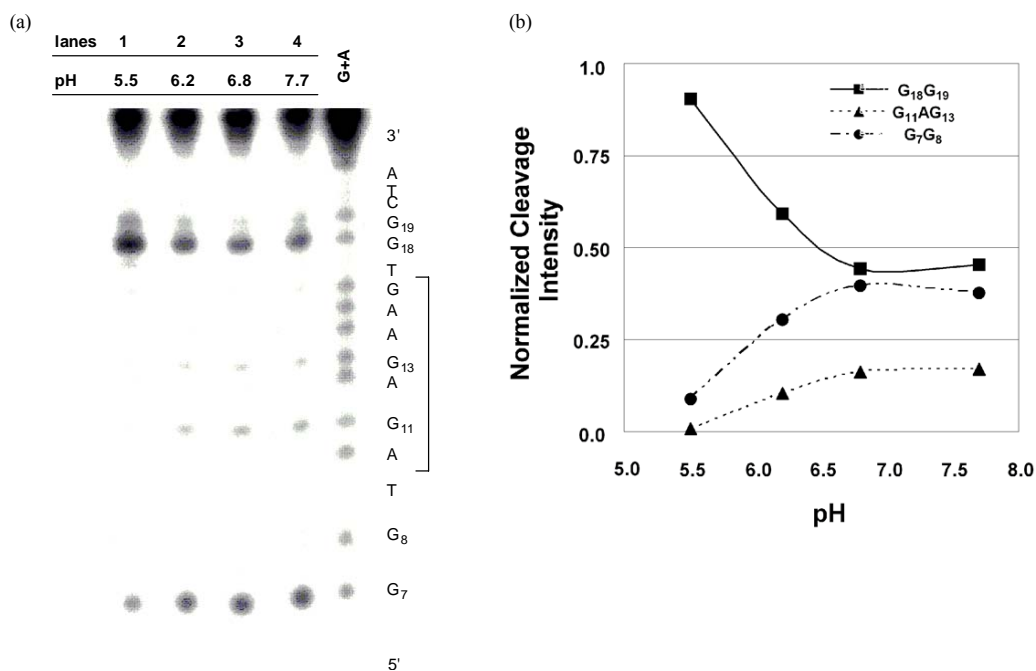 (a)
lanes 1 2 3 4 G+A
pH 5.5 6.2 6.8 7.7
3'
A
T
C
G19
G18
T
G
A
A
G13
A
G11
A
T
G8
G7
5'
(b)
Normalized Cleavage
Intensity
1.0
0.75
0.50
0.25
0.0
G18G19
G11AG13
G7G8
5.0 5.5 6.0 6.5 7.0 7.5 8.0
pH